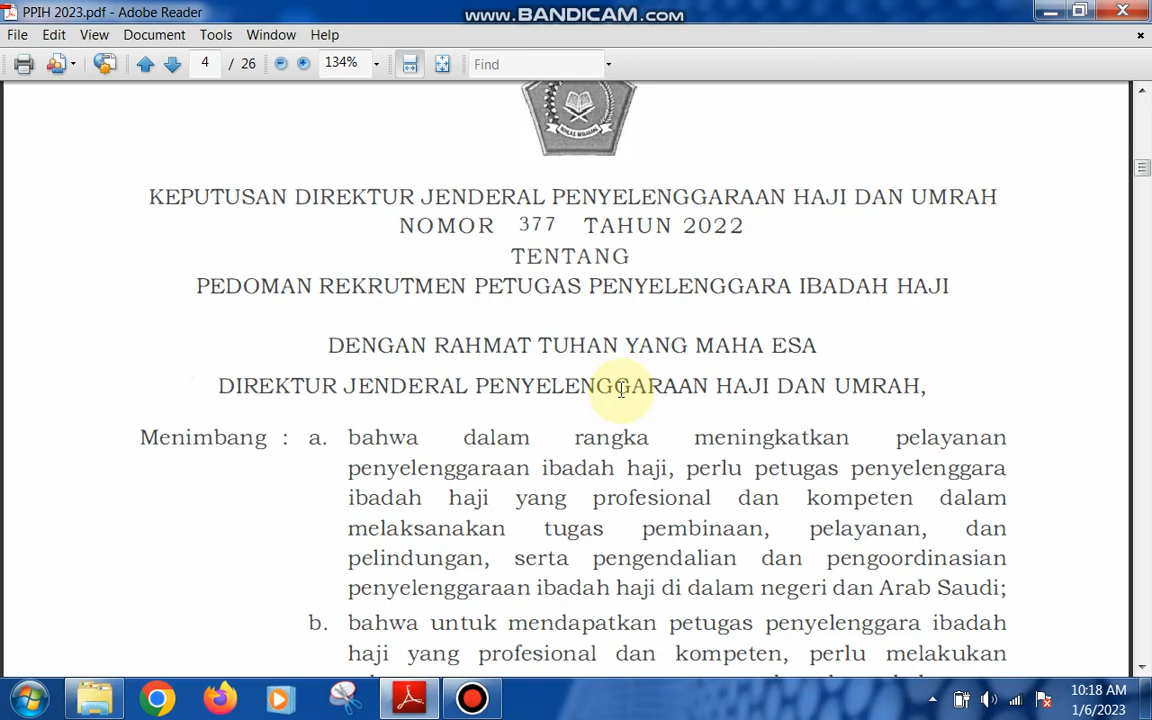 PPIH 2023.pdf - Adobe Reader
www.BANDICAM.com
File Edit View Document Tools Window Help
4 / 26 134% Find
IKHLAS BERAMAL
KEPUTUSAN DIREKTUR JENDERAL PENYELENGGARAAN HAJI DAN UMRAH
NOMOR 377 TAHUN 2022
TENTANG
PEDOMAN REKRUTMEN PETUGAS PENYELENGGARA IBADAH HAJI
DENGAN RAHMAT TUHAN YANG MAHA ESA
DIREKTUR JENDERAL PENYELENGGARAAN HAJI DAN UMRAH,
Menimbang : a. bahwa dalam rangka meningkatkan pelayanan
penyelenggaraan ibadah haji, perlu petugas penyelenggara
ibadah haji yang profesional dan kompeten dalam
melaksanakan tugas pembinaan, pelayanan, dan
pelindungan, serta pengendalian dan pengoordinasian
penyelenggaraan ibadah haji di dalam negeri dan Arab Saudi;
b. bahwa untuk mendapatkan petugas penyelenggara ibadah
haji yang profesional dan kompeten, perlu melakukan
10:18 AM
1/6/2023